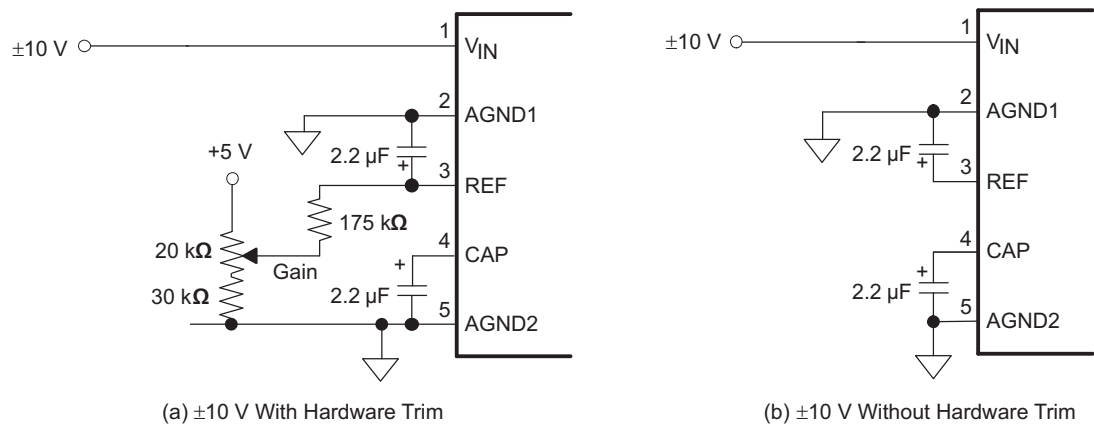 ±10 V
1
VIN
2
AGND1
2.2 µF
+
3
REF
+5 V
175 kΩ
20 kΩ
Gain
4
CAP
+
2.2 µF
30 kΩ
5
AGND2
(a) ±10 V With Hardware Trim
±10 V
1
VIN
2
AGND1
2.2 µF
+
3
REF
4
CAP
+
2.2 µF
5
AGND2
(b) ±10 V Without Hardware Trim